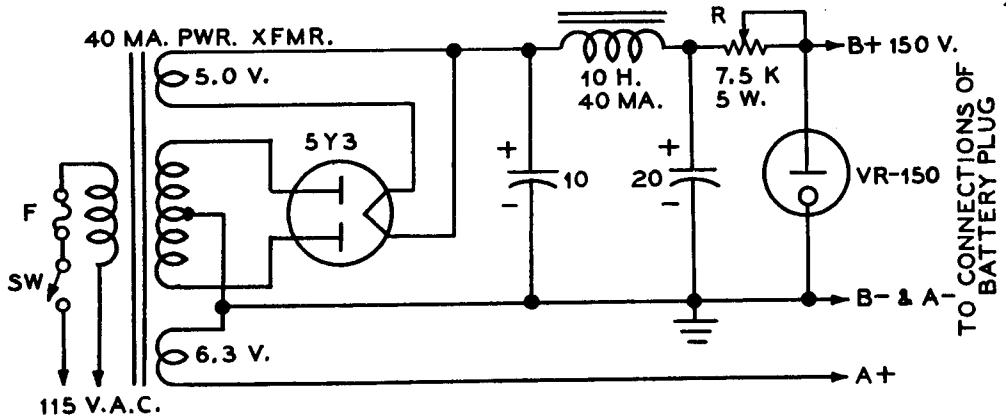 40 MA. PWR. XFMR.
5.0 V.
5Y3
F
SW
6.3 V.
115 V.A.C.
+
10
-
10 H.
40 MA.
+
20
-
R
7.5 K
5 W.
VR-150
B+ 150 V.
B- & A-
A+
TO CONNECTIONS OF
BATTERY PLUG